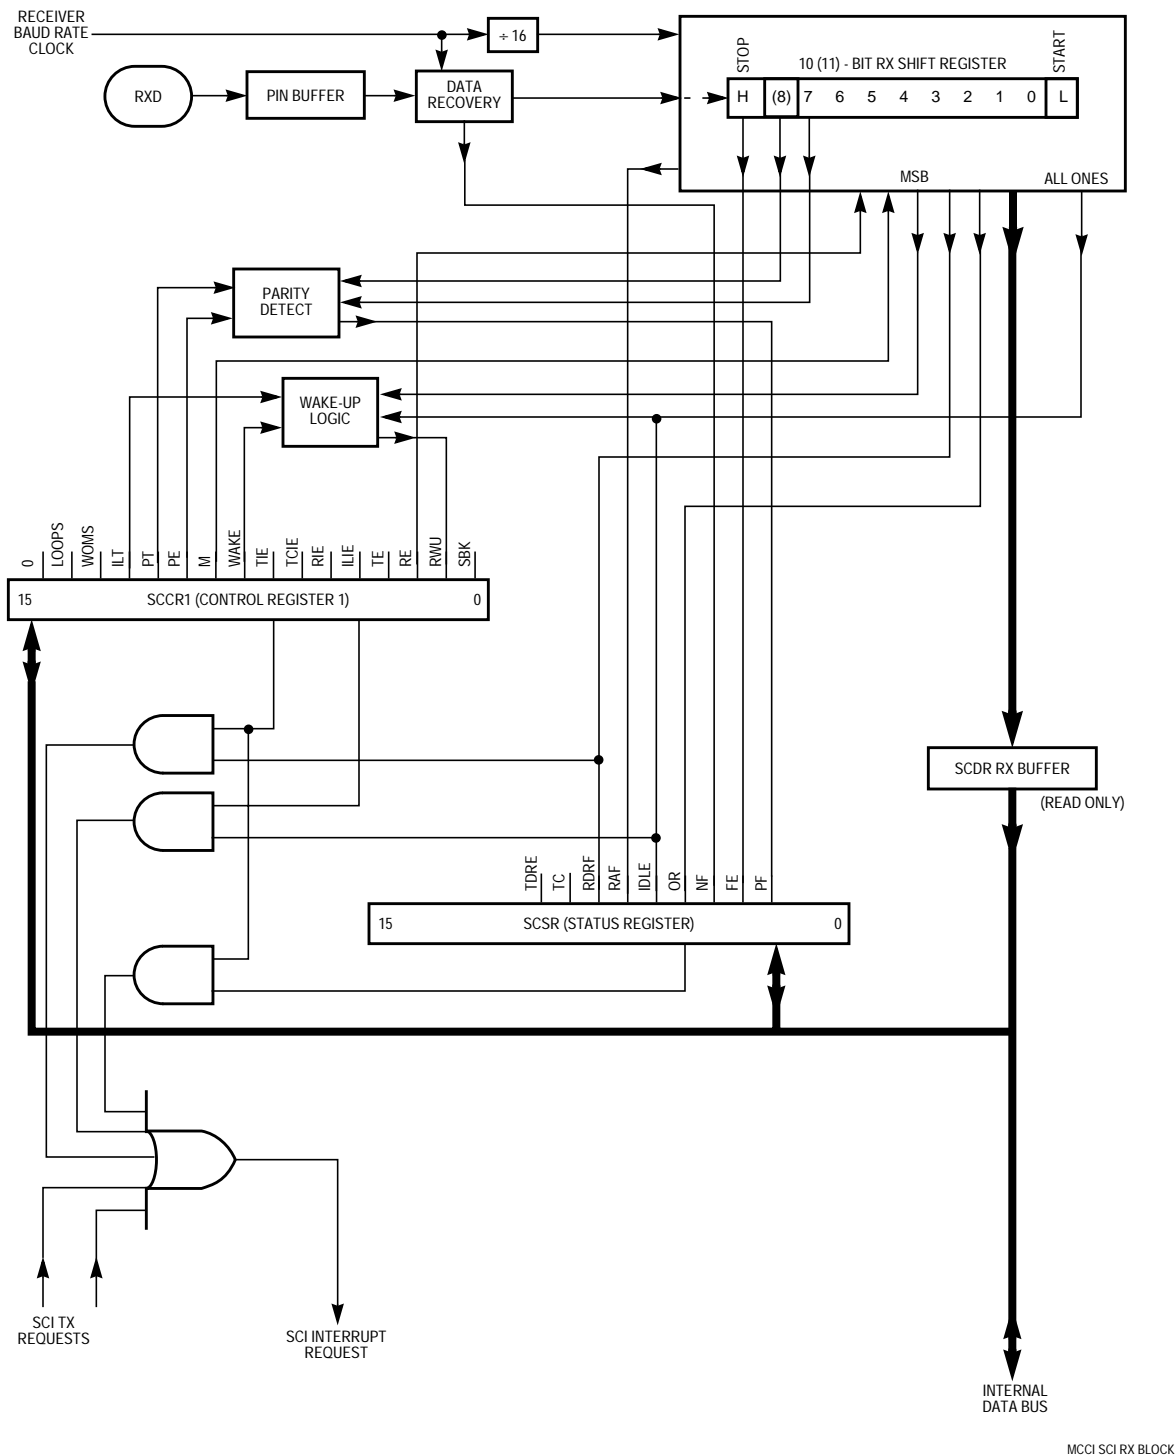 RECEIVER
BAUD RATE
CLOCK
÷ 16
STOP
10 (11) - BIT RX SHIFT REGISTER
START
RXD
PIN BUFFER
DATA
RECOVERY
H (8) 7 6 5 4 3 2 1 0 L
MSB
ALL ONES
PARITY
DETECT
WAKE-UP
LOGIC
0
LOOPS
WOMS
ILT
PT
PE
M
WAKE
TIE
TCIE
RIE
ILIE
TE
RE
RWU
SBK
15 SCCR1 (CONTROL REGISTER 1) 0
SCDR RX BUFFER
(READ ONLY)
TDRE
TC
RDRF
RAF
IDLE
OR
NF
FE
PF
15 SCSR (STATUS REGISTER) 0
SCI TX
REQUESTS
SCI INTERRUPT
REQUEST
INTERNAL
DATA BUS
MCCI SCI RX BLOCK